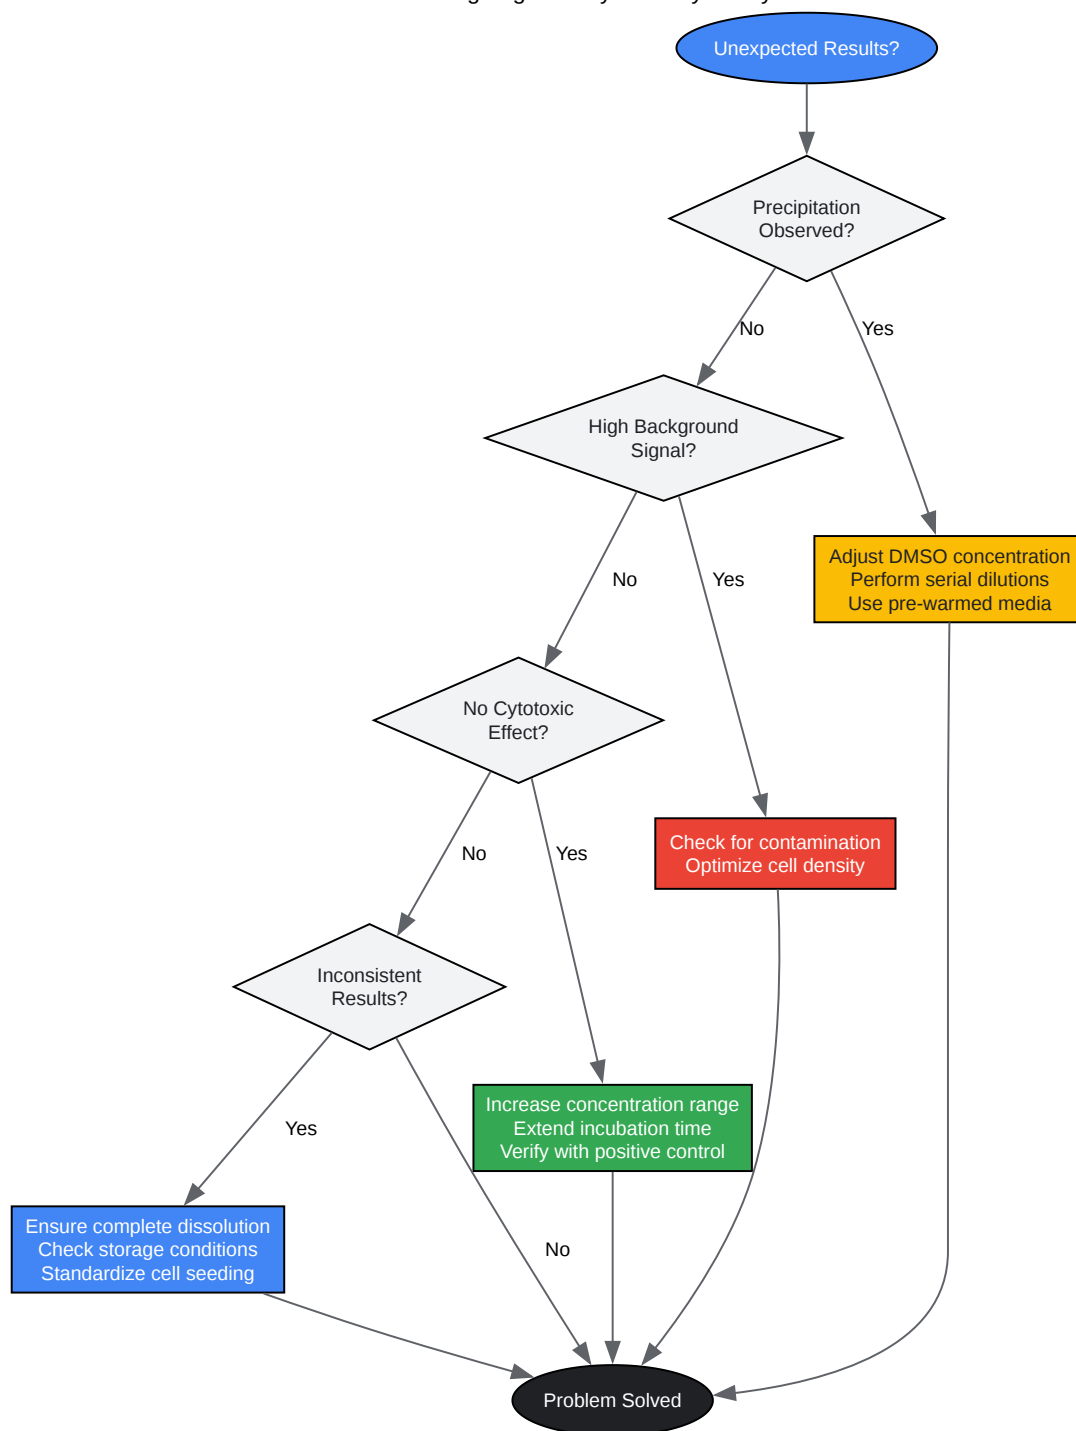 Unexpected Results?
Precipitation
Observed?
No
Yes
High Background
Signal?
No
Yes
Adjust DMSO concentration
Perform serial dilutions
Use pre-warmed media
No Cytotoxic
Effect?
No
Yes
Check for contamination
Optimize cell density
Inconsistent
Results?
Yes
No
Increase concentration range
Extend incubation time
Verify with positive control
Ensure complete dissolution
Check storage conditions
Standardize cell seeding
Problem Solved